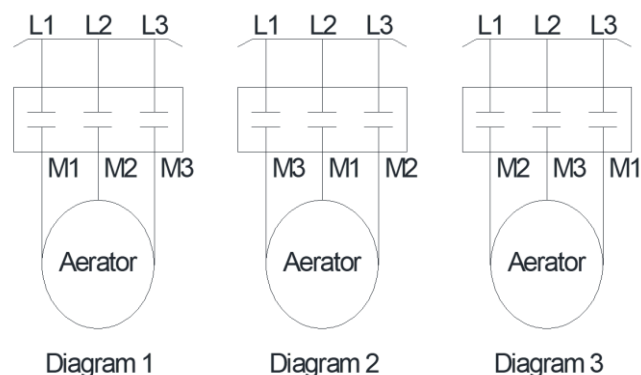 L1 L2 L3 L1 L2 L3 L1 L2 L3
M1 M2 M3 M3 M1 M2 M2 M3 M1
Aerator Aerator Aerator
Diagram 1 Diagram 2 Diagram 3